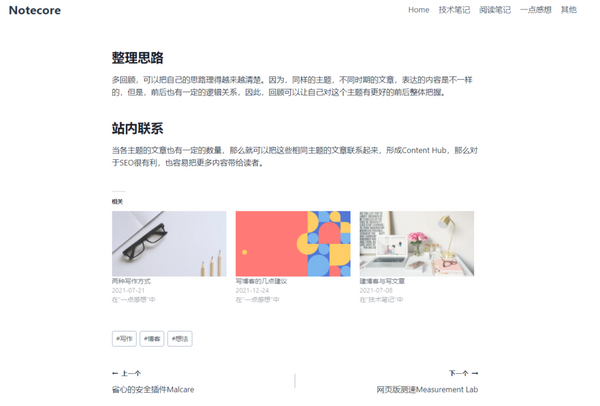 Notecore
Home 技术笔记 阅读笔记 一点感想 其他
整理思路
多回顾，可以把自己的思路理得越来越清楚。因为，同样的主题，不同时期的文章，表达的内容是不一样
的，但是，前后也有一定的逻辑关系，因此，回顾可以让自己对这个主题有更好的前后整体把握。
站内联系
当各主题的文章也有一定的数量，那么就可以把这些相同主题的文章联系起来，形成Content Hub，那么对
于SEO很有利，也容易把更多内容带给读者。
相关
两种写作方式
2021-07-21
在"一点感想"中
写博客的几点建议
2021-12-24
在"一点感想"中
建博客与写文章
2021-07-08
在"技术笔记"中
#写作 #博客 #想法
← 上一个
省心的安全插件Malcare
下一个 →
网页版测速Measurement Lab